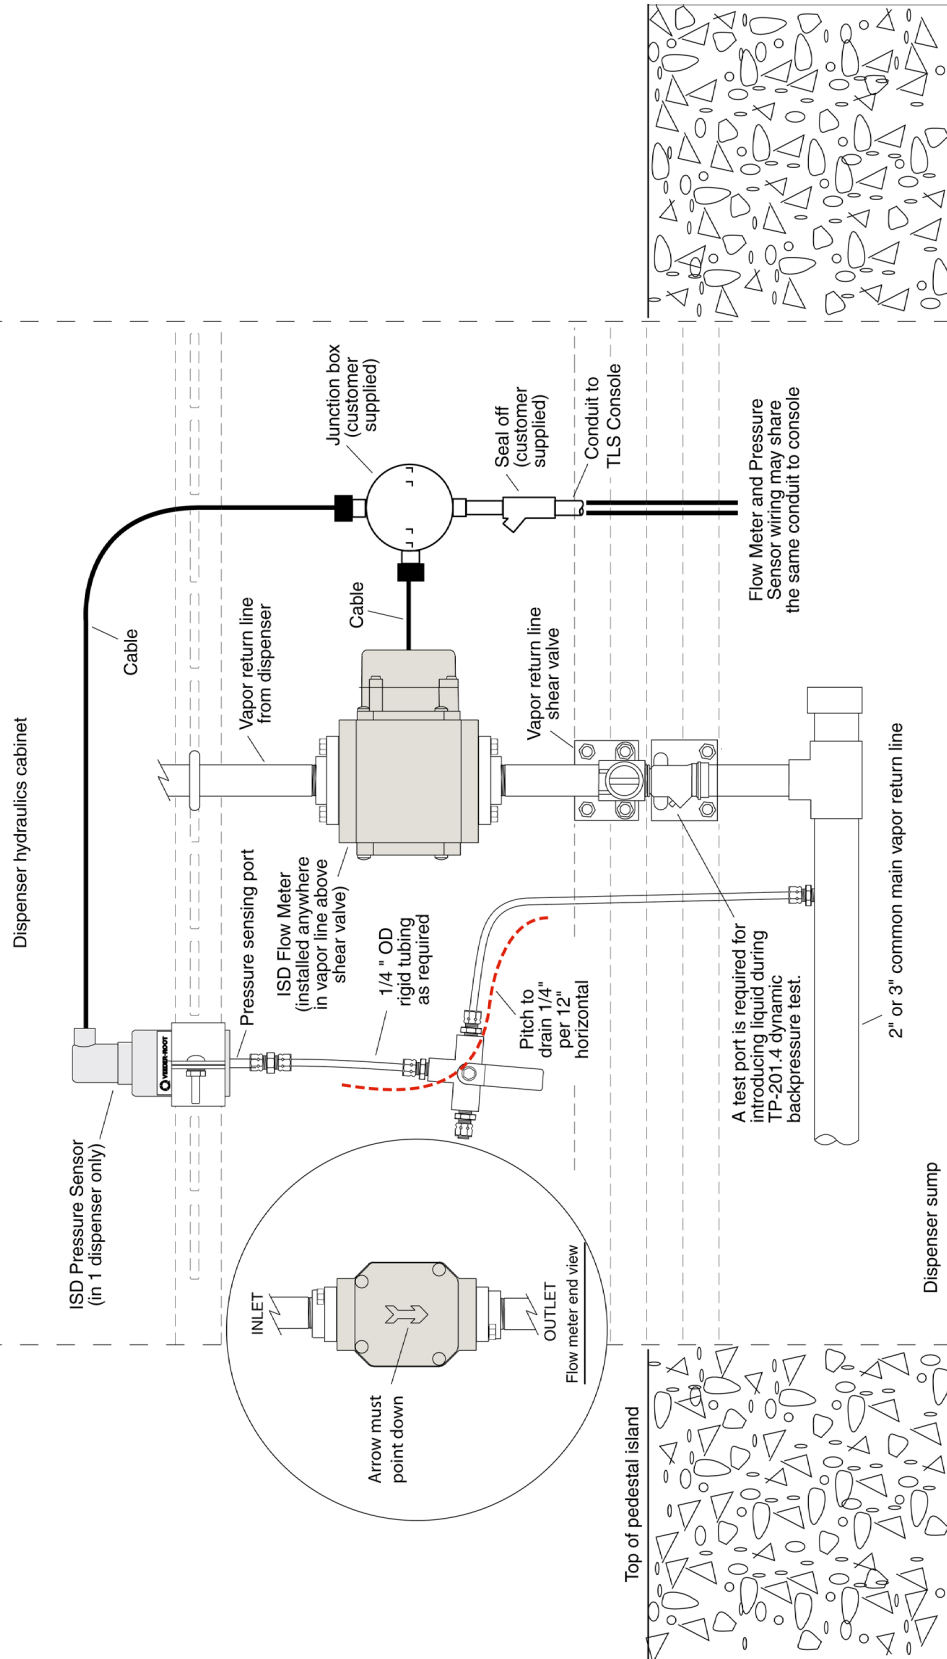 Dispenser hydraulics cabinet
ISD Pressure Sensor
(in 1 dispenser only)
VEEDER-ROOT
Cable
Pressure sensing port
Vapor return line
from dispenser
Junction box
(customer
supplied)
INLET
ISD Flow Meter
(installed anywhere
in vapor line above
shear valve)
Cable
1/4 " OD
rigid tubing
as required
Arrow must
point down
Seal off
(customer
supplied)
Pitch to
drain 1/4"
per 12"
horizontal
Vapor return line
shear valve
Conduit to
TLS Console
OUTLET
Flow meter end view
Top of pedestal island
A test port is required for
introducing liquid during
TP-201.4 dynamic
backpressure test.
Flow Meter and Pressure
Sensor wiring may share
the same conduit to console
2" or 3" common main vapor return line
Dispenser sump